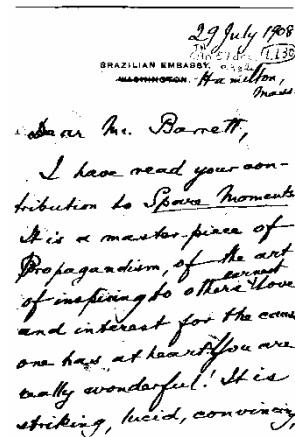 29 July 1908
BRAZILIAN EMBASSY.
WASHINGTON. Hamilton,
Mass.
Dear Mr. Barrett,
I have read your con-
tribution to Spare Moments
It is a master-piece of
Propagandism, of the art
of inspiring to others earnest love
and interest for the cause
one has at heart. You are
really wonderful! It is
striking, lucid, convincing,